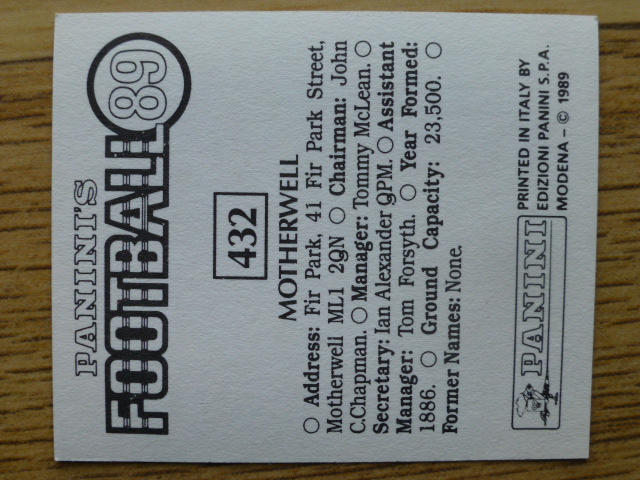 PANINI'S
FOOTBALL 89
432
MOTHERWELL
○ Address: Fir Park, 41 Fir Park Street,
Motherwell ML1 2QN ○ Chairman: John
C.Chapman. ○ Manager: Tommy McLean. ○
Secretary: Ian Alexander QPM. ○ Assistant
Manager: Tom Forsyth. ○ Year Formed:
1886. ○ Ground Capacity: 23,500. ○
Former Names: None.
PANINI
PRINTED IN ITALY BY
EDIZIONI PANINI S.P.A.
MODENA - © 1989